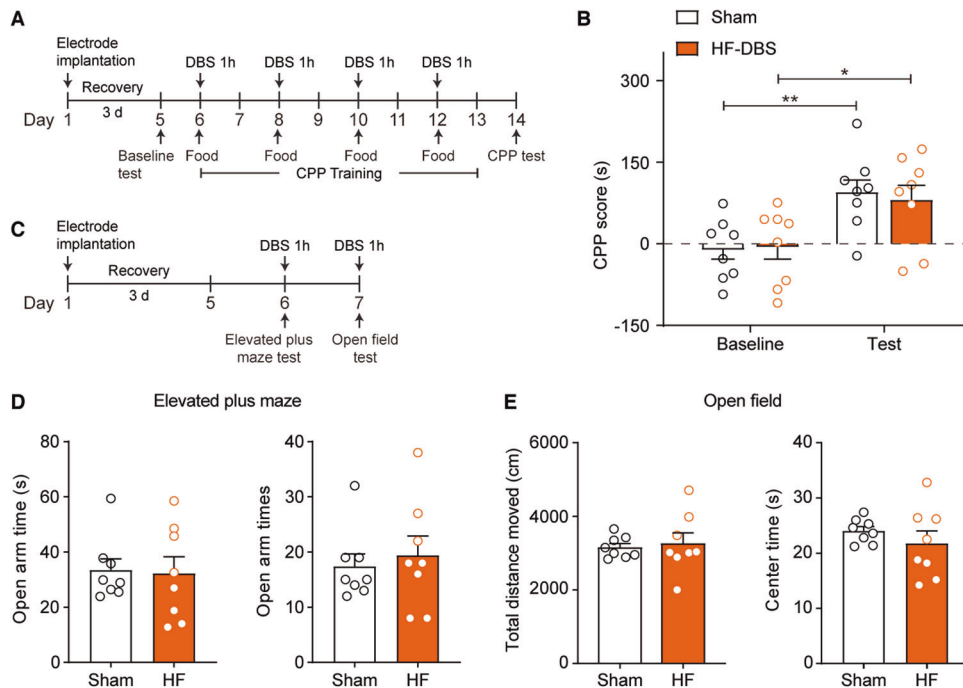 A
Electrode
implantation
DBS 1h DBS 1h DBS 1h DBS 1h
Recovery
3 d
Day 1 5 6 7 8 9 10 11 12 13 14
Baseline
test
Food Food Food Food CPP test
CPP Training
B
Sham
HF-DBS
CPP score (s)
300
150
0
-150
*
**
Baseline Test
C
Electrode
implantation
DBS 1h DBS 1h
Recovery
3 d
Day 1 5 6 7
Elevated plus
maze test
Open field
test
D Elevated plus maze
Open arm time (s)
80
60
40
20
0
Sham HF
Open arm times
40
30
20
10
0
Sham HF
E Open field
Total distance moved (cm)
6000
4000
2000
0
Sham HF
Center time (s)
40
30
20
10
0
Sham HF